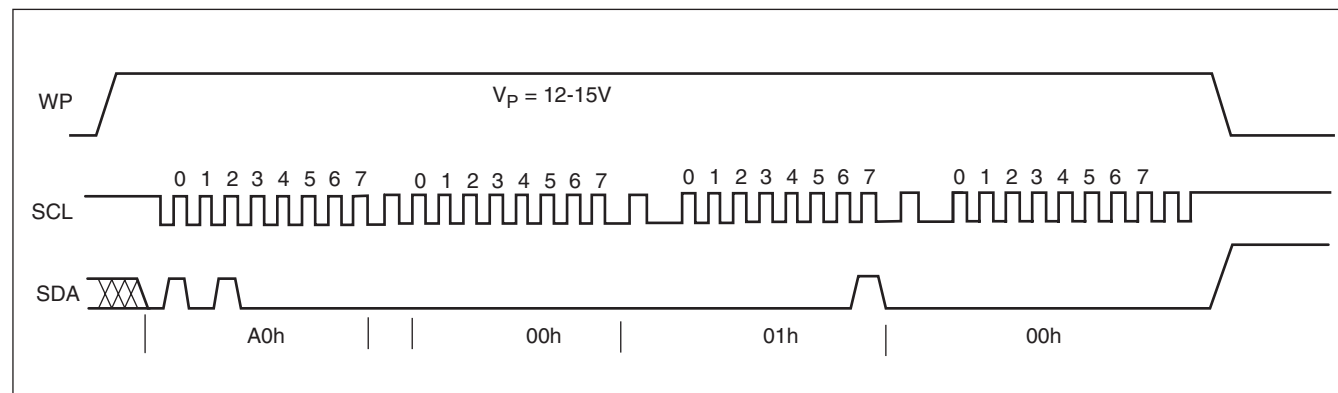 WP
V_P = 12-15V
0 1 2 3 4 5 6 7 0 1 2 3 4 5 6 7 0 1 2 3 4 5 6 7 0 1 2 3 4 5 6 7
SCL
SDA
A0h 00h 01h 00h